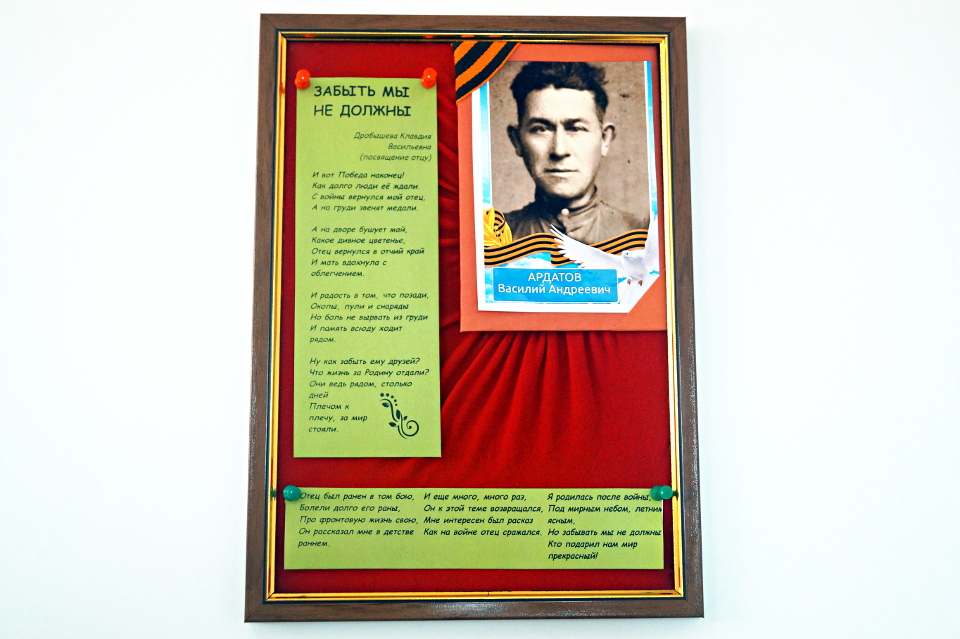 ЗАБЫТЬ МЫ
НЕ ДОЛЖНЫ
Дробышева Клавдия
Васильевна
(посвящение отцу)
И вот Победа наконец!
Как долго люди её ждали.
С войны вернулся мой отец,
А на груди звенят медали.
А на дворе бушует май,
Какое дивное цветенье,
Отец вернулся в отчий край
И мать вдохнула с
облегчением.
И радость в том, что позади,
Окопы, пули и снаряды
Но боль не вырвать из груди
И память всюду ходит
рядом.
Ну как забыть ему друзей?
Что жизнь за Родину отдали?
Они ведь рядом, столько
дней
Плечом к
плечу, за мир
стояли.
АРДАТОВ
Василий Андреевич
Отец был ранен в том бою,
Болели долго его раны,
Про фронтовую жизнь свою,
Он рассказал мне в детстве
раннем.
И еще много, много раз,
Он к этой теме возвращался,
Мне интересен был расказ
Как на войне отец сражался.
Я родилась после войны,
Под мирным небом, летним
ясным,
Но забывать мы не должны
Кто подарил нам мир
прекрасный!